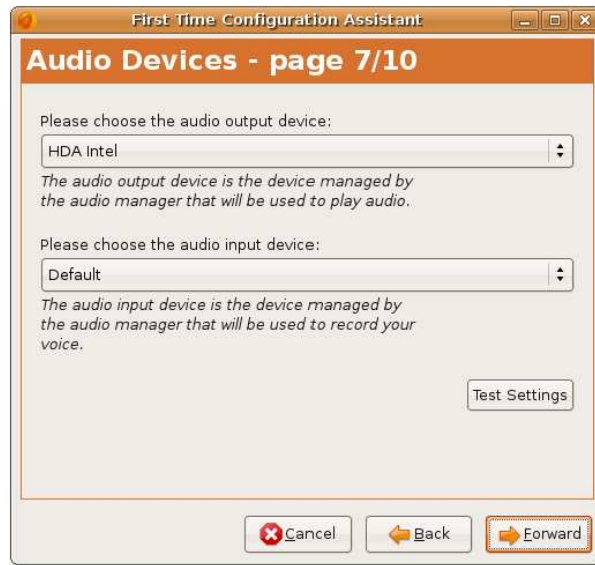 First Time Configuration Assistant
Audio Devices - page 7/10
Please choose the audio output device:
HDA Intel
The audio output device is the device managed by
the audio manager that will be used to play audio.
Please choose the audio input device:
Default
The audio input device is the device managed by
the audio manager that will be used to record your
voice.
Test Settings
Cancel
Back
Forward